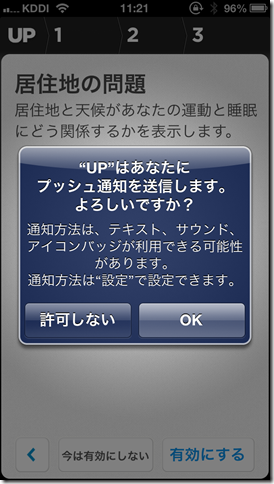 KDDI 11:21 96%
UP 1 2 3
居住地の問題
居住地と天候があなたの運動と睡眠
にどう関係するかを表示します。
“UP”はあなたに
プッシュ通知を送信します。
よろしいですか？
通知方法は、テキスト、サウンド、
アイコンバッジが利用できる可能性
があります。
通知方法は“設定”で設定できます。
許可しない OK
今は有効にしない 有効にする